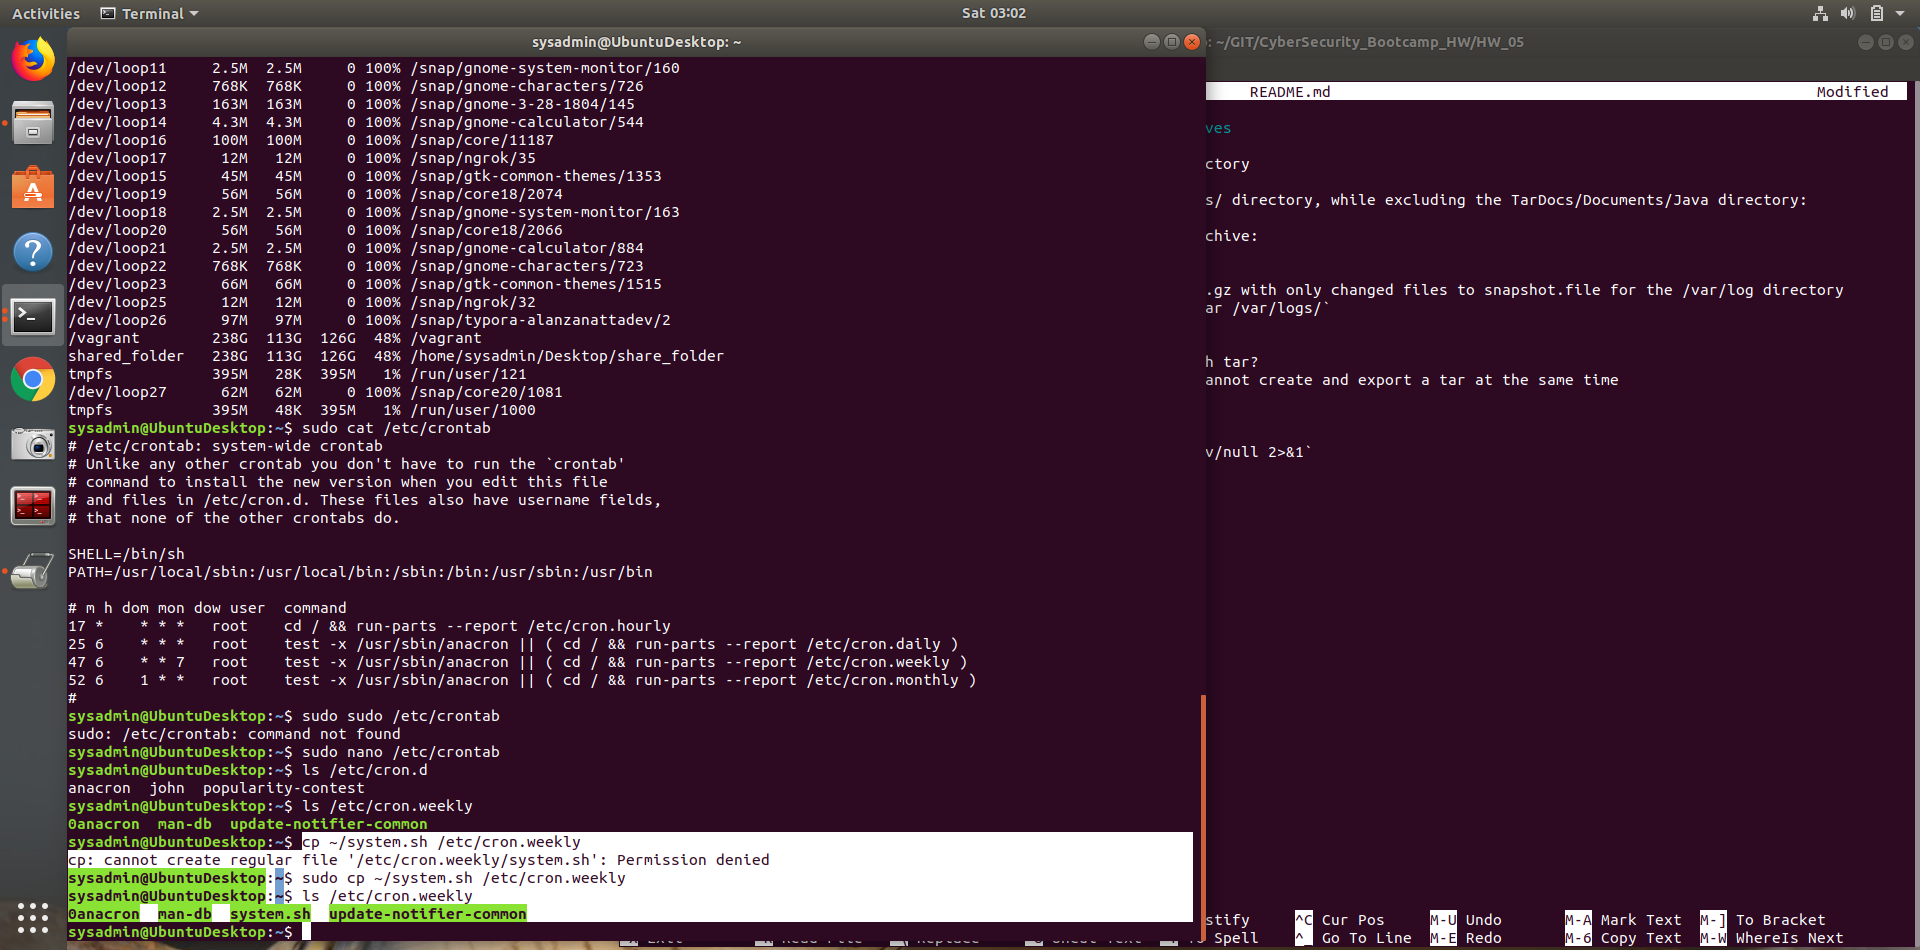 Activities Terminal Sat 03:02
sysadmin@UbuntuDesktop: ~
/dev/loop11 2.5M 2.5M 0 100% /snap/gnome-system-monitor/160
/dev/loop12 768K 768K 0 100% /snap/gnome-characters/726
/dev/loop13 163M 163M 0 100% /snap/gnome-3-28-1804/145
/dev/loop14 4.3M 4.3M 0 100% /snap/gnome-calculator/544
/dev/loop16 100M 100M 0 100% /snap/core/11187
/dev/loop17 12M 12M 0 100% /snap/ngrok/35
/dev/loop15 45M 45M 0 100% /snap/gtk-common-themes/1353
/dev/loop19 56M 56M 0 100% /snap/core18/2074
/dev/loop18 2.5M 2.5M 0 100% /snap/gnome-system-monitor/163
/dev/loop20 56M 56M 0 100% /snap/core18/2066
/dev/loop21 2.5M 2.5M 0 100% /snap/gnome-calculator/884
/dev/loop22 768K 768K 0 100% /snap/gnome-characters/723
/dev/loop23 66M 66M 0 100% /snap/gtk-common-themes/1515
/dev/loop25 12M 12M 0 100% /snap/ngrok/32
/dev/loop26 97M 97M 0 100% /snap/typora-alanzanattadev/2
/vagrant 238G 113G 126G 48% /vagrant
shared_folder 238G 113G 126G 48% /home/sysadmin/Desktop/share_folder
tmpfs 395M 28K 395M 1% /run/user/121
/dev/loop27 62M 62M 0 100% /snap/core20/1081
tmpfs 395M 48K 395M 1% /run/user/1000
sysadmin@UbuntuDesktop:~$ sudo cat /etc/crontab
# /etc/crontab: system-wide crontab
# Unlike any other crontab you don't have to run the `crontab'
# command to install the new version when you edit this file
# and files in /etc/cron.d. These files also have username fields,
# that none of the other crontabs do.
SHELL=/bin/sh
PATH=/usr/local/sbin:/usr/local/bin:/sbin:/bin:/usr/sbin:/usr/bin
# m h dom mon dow user command
17 * * * * root cd / && run-parts --report /etc/cron.hourly
25 6 * * * root test -x /usr/sbin/anacron || ( cd / && run-parts --report /etc/cron.daily )
47 6 * * 7 root test -x /usr/sbin/anacron || ( cd / && run-parts --report /etc/cron.weekly )
52 6 1 * * root test -x /usr/sbin/anacron || ( cd / && run-parts --report /etc/cron.monthly )
#
sysadmin@UbuntuDesktop:~$ sudo sudo /etc/crontab
sudo: /etc/crontab: command not found
sysadmin@UbuntuDesktop:~$ sudo nano /etc/crontab
sysadmin@UbuntuDesktop:~$ ls /etc/cron.d
anacron john popularity-contest
sysadmin@UbuntuDesktop:~$ ls /etc/cron.weekly
0anacron man-db update-notifier-common
sysadmin@UbuntuDesktop:~$ cp ~/system.sh /etc/cron.weekly
cp: cannot create regular file '/etc/cron.weekly/system.sh': Permission denied
sysadmin@UbuntuDesktop:~$ sudo cp ~/system.sh /etc/cron.weekly
sysadmin@UbuntuDesktop:~$ ls /etc/cron.weekly
0anacron man-db system.sh update-notifier-common
sysadmin@UbuntuDesktop:~$
: ~/GIT/CyberSecurity_Bootcamp_HW/HW_05
README.md Modified
ves
ctory
s/ directory, while excluding the TarDocs/Documents/Java directory:
chive:
.gz with only changed files to snapshot.file for the /var/log directory
ar /var/logs/`
h tar?
annot create and export a tar at the same time
v/null 2>&1`
stify ^C Cur Pos M-U Undo M-A Mark Text M-] To Bracket
Spell ^_ Go To Line M-E Redo M-6 Copy Text M-W WhereIs Next